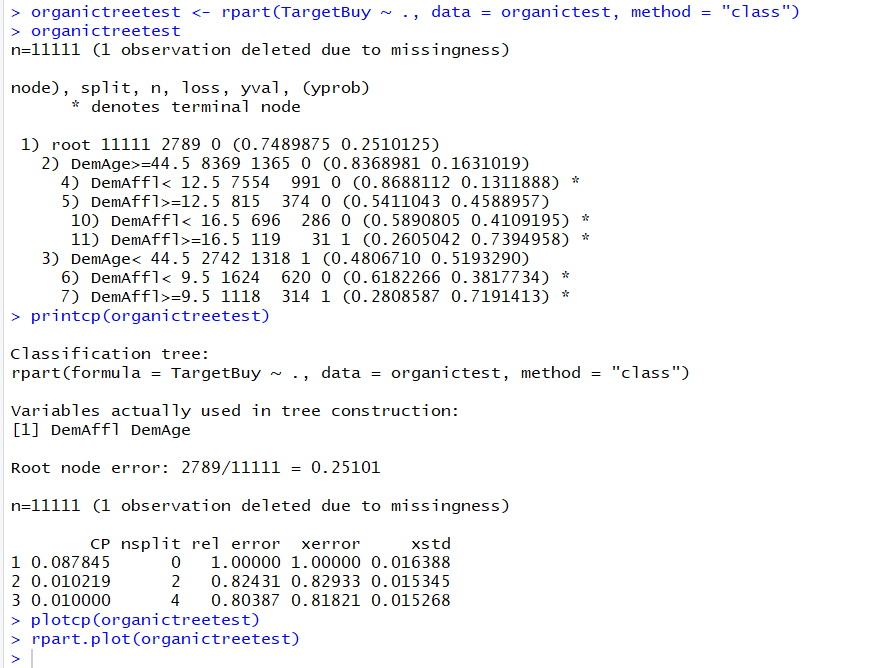 > organictreetest <- rpart(TargetBuy ~ ., data = organictest, method = "class")
> organictreetest
n=11111 (1 observation deleted due to missingness)

node), split, n, loss, yval, (yprob)
      * denotes terminal node

 1) root 11111 2789 0 (0.7489875 0.2510125)
   2) DemAge>=44.5 8369 1365 0 (0.8368981 0.1631019)
     4) DemAffl< 12.5 7554  991 0 (0.8688112 0.1311888) *
     5) DemAffl>=12.5 815  374 0 (0.5411043 0.4588957)
      10) DemAffl< 16.5 696  286 0 (0.5890805 0.4109195) *
      11) DemAffl>=16.5 119   31 1 (0.2605042 0.7394958) *
   3) DemAge< 44.5 2742 1318 1 (0.4806710 0.5193290)
     6) DemAffl< 9.5 1624  620 0 (0.6182266 0.3817734) *
     7) DemAffl>=9.5 1118  314 1 (0.2808587 0.7191413) *
> printcp(organictreetest)

Classification tree:
rpart(formula = TargetBuy ~ ., data = organictest, method = "class")

Variables actually used in tree construction:
[1] DemAffl DemAge

Root node error: 2789/11111 = 0.25101

n=11111 (1 observation deleted due to missingness)

        CP nsplit rel error  xerror     xstd
1 0.087845      0   1.00000 1.00000 0.016388
2 0.010219      2   0.82431 0.82933 0.015345
3 0.010000      4   0.80387 0.81821 0.015268
> plotcp(organictreetest)
> rpart.plot(organictreetest)
>